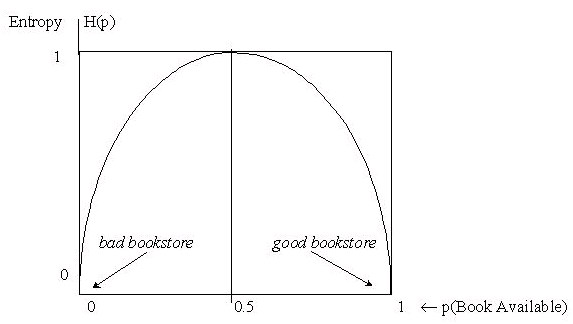 Entropy H(p)
1
bad bookstore good bookstore
0
0 0.5 1 ← p(Book Available)